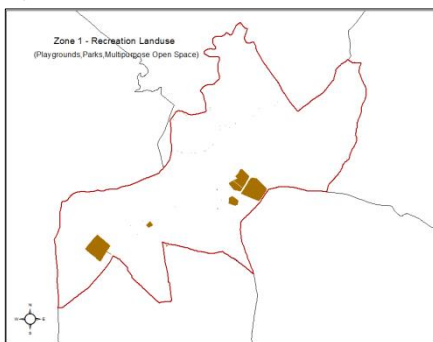 Zone 1 - Recreation Landuse
(Playgrounds,Parks,Multipurpose Open Space)
N
W
E
S